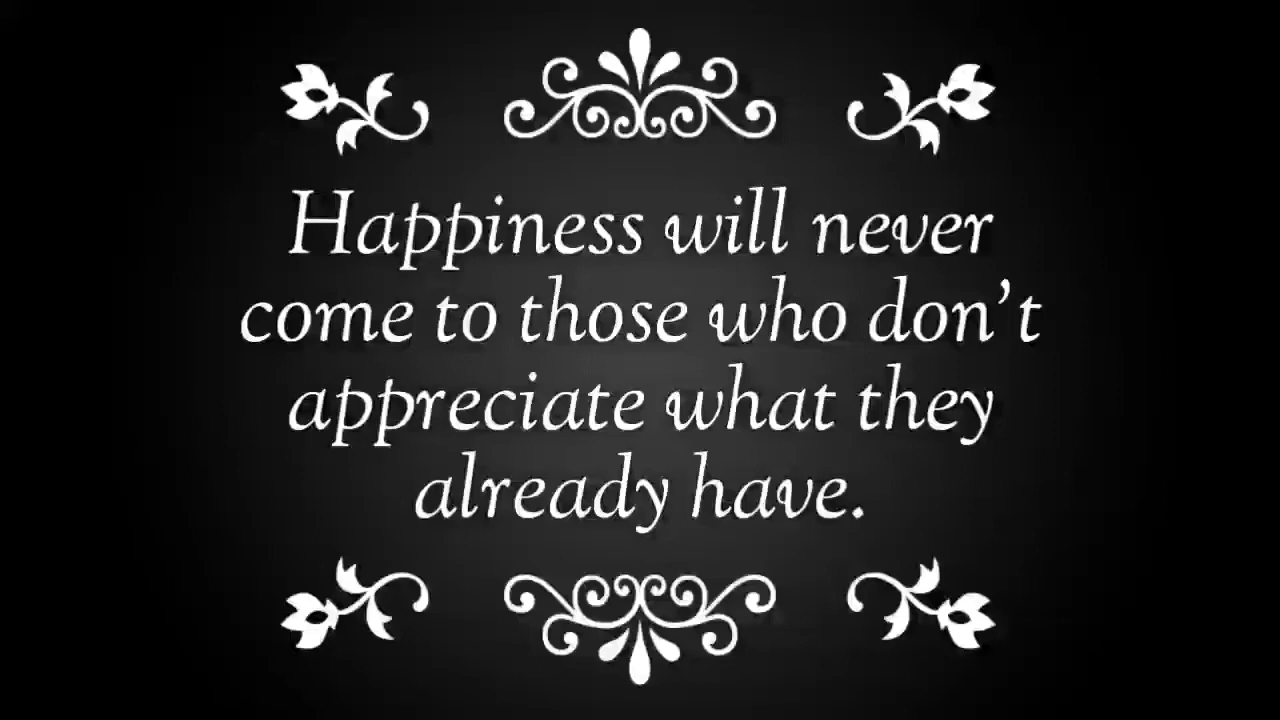 Happiness will never
come to those who don’t
appreciate what they
already have.